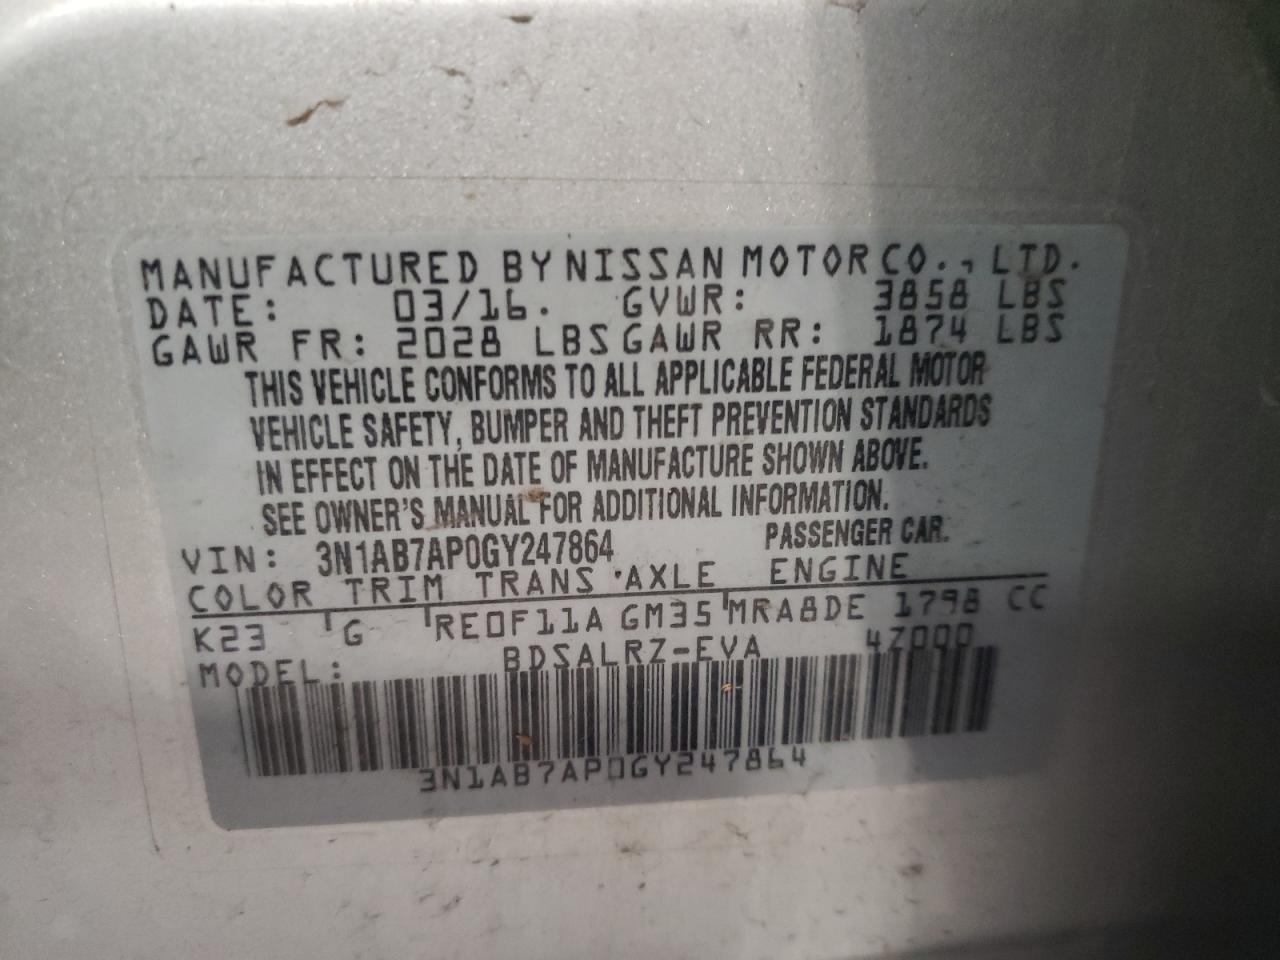 MANUFACTURED BY NISSAN MOTOR CO., LTD.
DATE: 03/16. GVWR: 3858 LBS
GAWR FR: 2028 LBS GAWR RR: 1874 LBS
THIS VEHICLE CONFORMS TO ALL APPLICABLE FEDERAL MOTOR
VEHICLE SAFETY, BUMPER AND THEFT PREVENTION STANDARDS
IN EFFECT ON THE DATE OF MANUFACTURE SHOWN ABOVE.
SEE OWNER'S MANUAL FOR ADDITIONAL INFORMATION.
VIN: 3N1AB7AP0GY247864 PASSENGER CAR.
COLOR TRIM TRANS AXLE ENGINE
K23 G RE0F11A GM35 MRA8DE 1798 CC
MODEL: BDSALRZ-EVA 4Z000
3N1AB7AP0GY247864